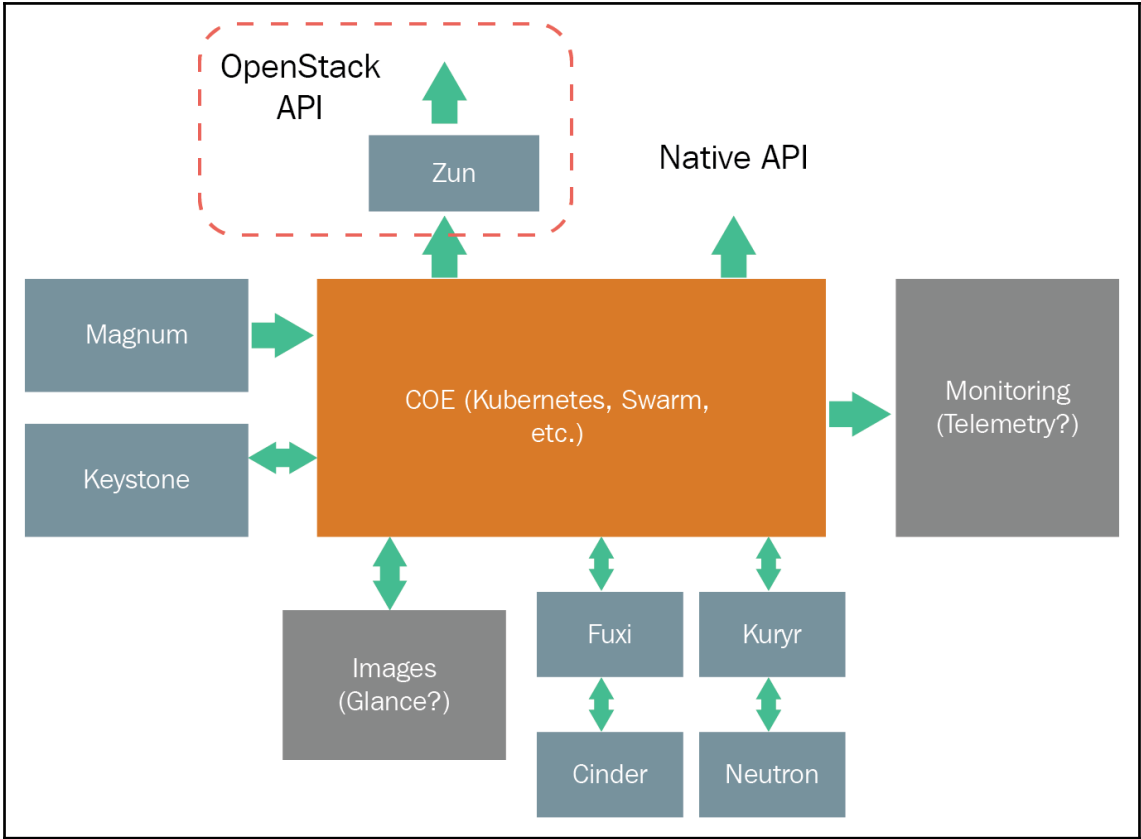 OpenStack
API
Zun
Native API
Magnum
COE (Kubernetes, Swarm,
etc.)
Monitoring
(Telemetry?)
Keystone
Images
(Glance?)
Fuxi
Kuryr
Cinder
Neutron